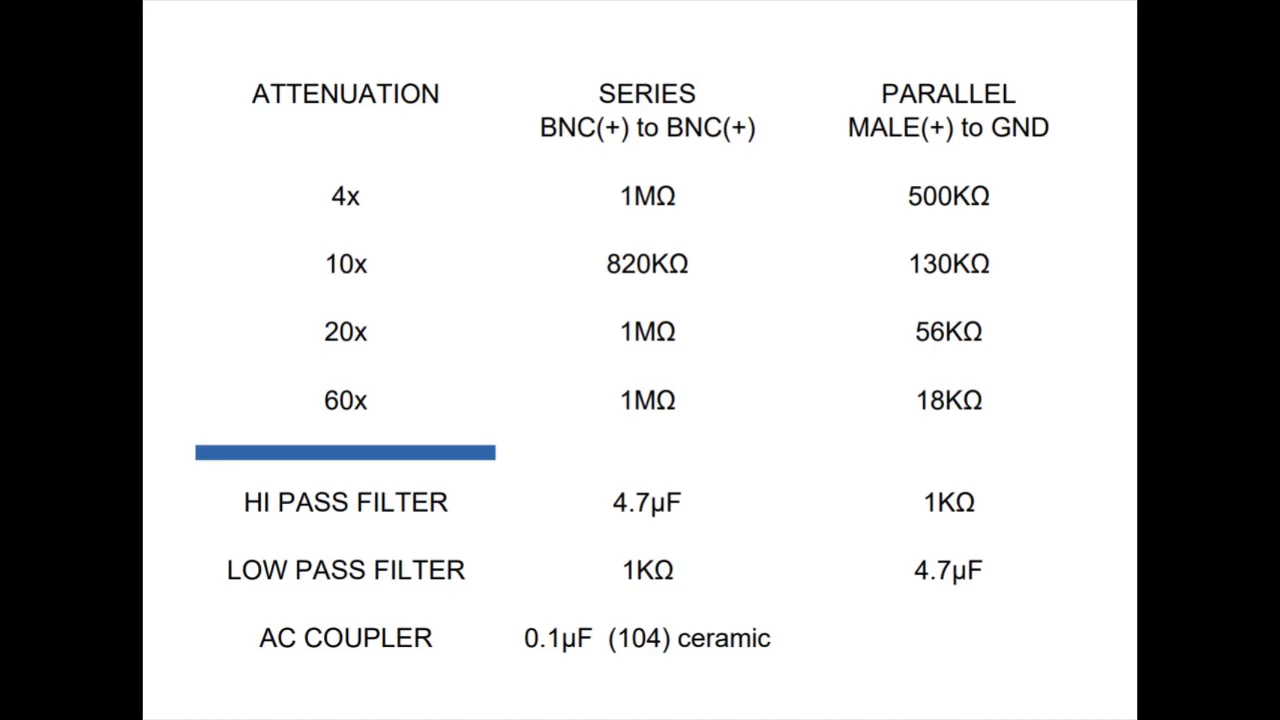 ATTENUATION SERIES PARALLEL
BNC(+) to BNC(+) MALE(+) to GND
4x 1MΩ 500KΩ
10x 820KΩ 130KΩ
20x 1MΩ 56KΩ
60x 1MΩ 18KΩ
HI PASS FILTER 4.7µF 1KΩ
LOW PASS FILTER 1KΩ 4.7µF
AC COUPLER 0.1µF (104) ceramic